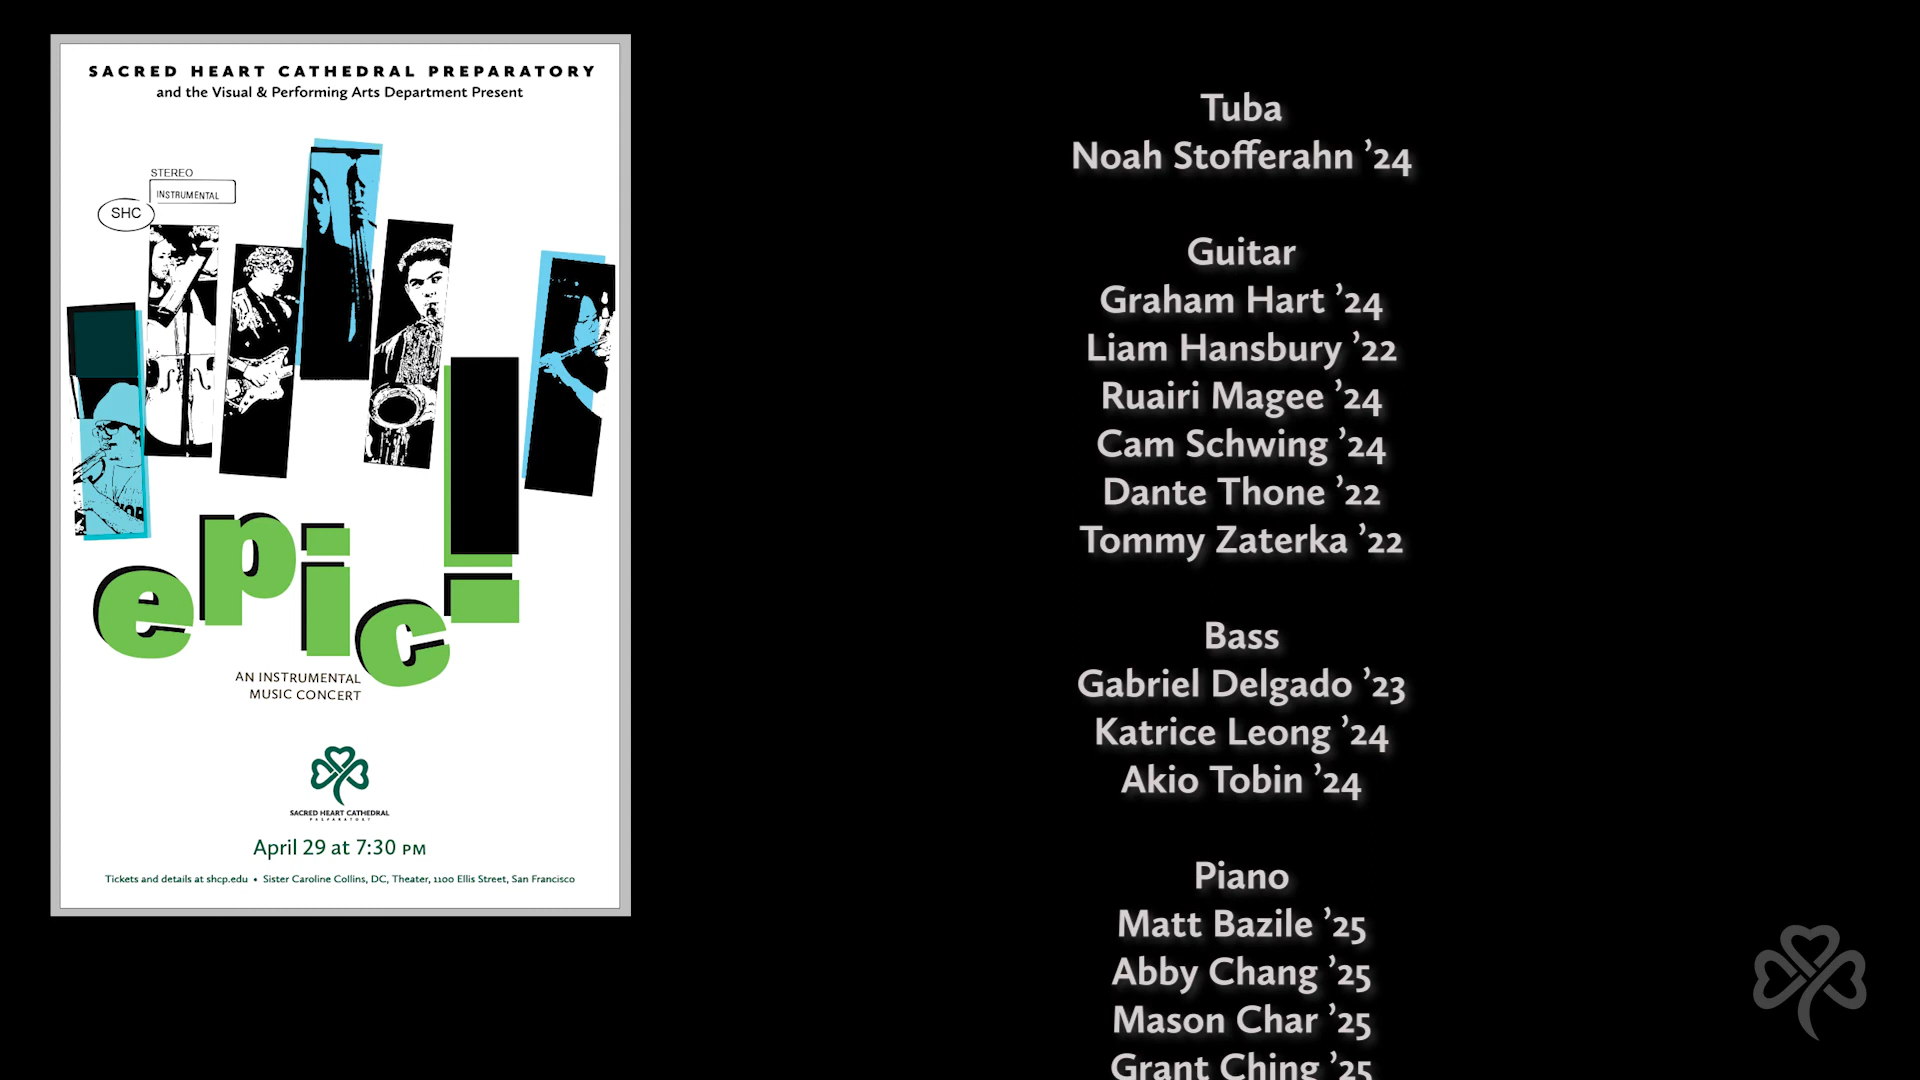 SACRED HEART CATHEDRAL PREPARATORY
and the Visual & Performing Arts Department Present
STEREO
INSTRUMENTAL
SHC
epic!
AN INSTRUMENTAL
MUSIC CONCERT
SACRED HEART CATHEDRAL
PREPARATORY
April 29 at 7:30 PM
Tickets and details at shcp.edu • Sister Caroline Collins, DC, Theater, 1100 Ellis Street, San Francisco
Tuba
Noah Stofferahn ’24
Guitar
Graham Hart ’24
Liam Hansbury ’22
Ruairi Magee ’24
Cam Schwing ’24
Dante Thone ’22
Tommy Zaterka ’22
Bass
Gabriel Delgado ’23
Katrice Leong ’24
Akio Tobin ’24
Piano
Matt Bazile ’25
Abby Chang ’25
Mason Char ’25
Grant Ching ’25